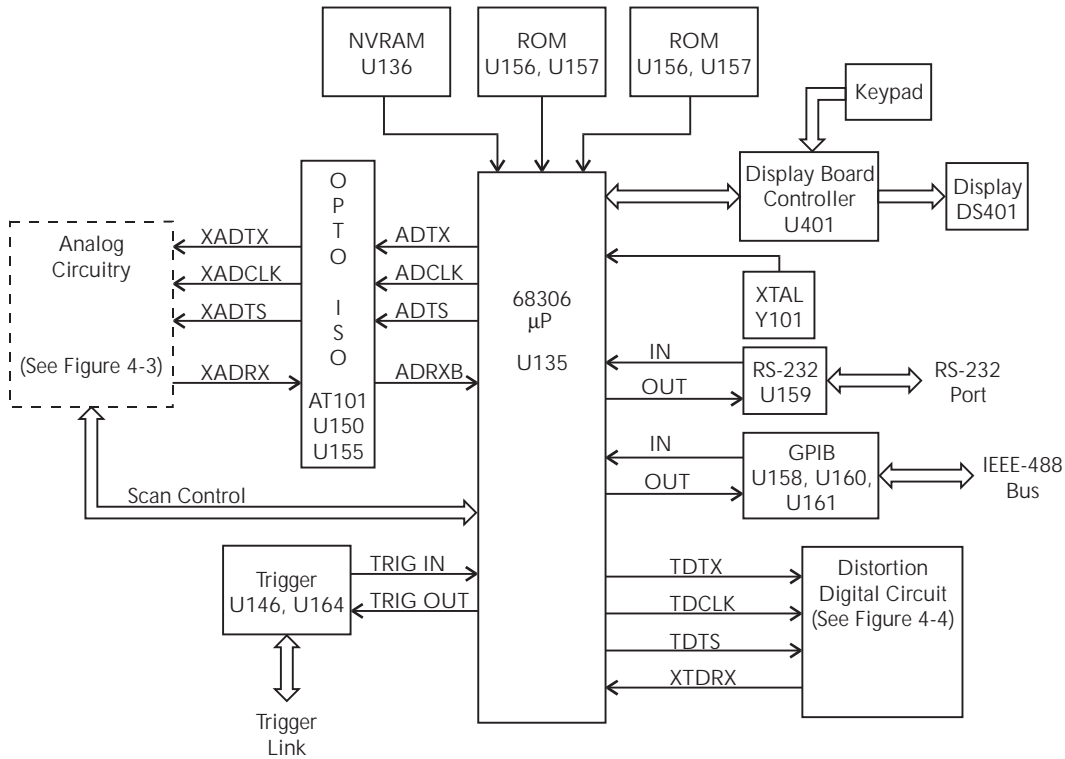 NVRAM
U136
ROM
U156, U157
ROM
U156, U157
Keypad
Display Board
Controller
U401
Display
DS401
Analog
Circuitry
(See Figure 4-3)
XADTX
XADCLK
XADTS
XADRX
O
P
T
O
I
S
O
AT101
U150
U155
ADTX
ADCLK
ADTS
ADRXB
68306
µP
U135
XTAL
Y101
IN
OUT
RS-232
U159
RS-232
Port
IN
OUT
GPIB
U158, U160,
U161
IEEE-488
Bus
Scan Control
Trigger
U146, U164
TRIG IN
TRIG OUT
Trigger
Link
TDTX
TDCLK
TDTS
XTDRX
Distortion
Digital Circuit
(See Figure 4-4)